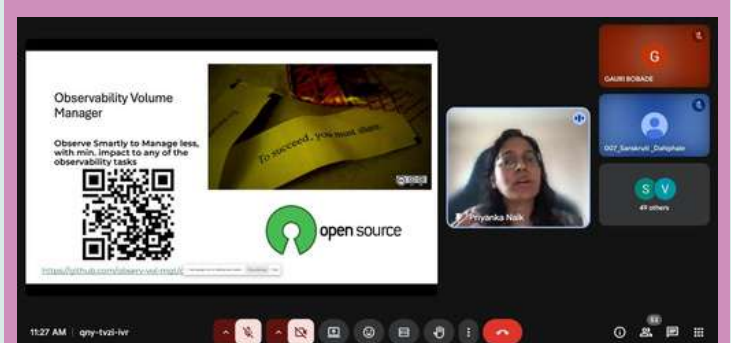 Observability Volume
Manager
Observe Smartly to Manage less,
with min. impact to any of the
observability tasks
To succeed, you must share.
open source
Priyanka Naik
G
GAURI BOBADE
S V
49 others
11:27 AM | qny-tvzi-ivr
53